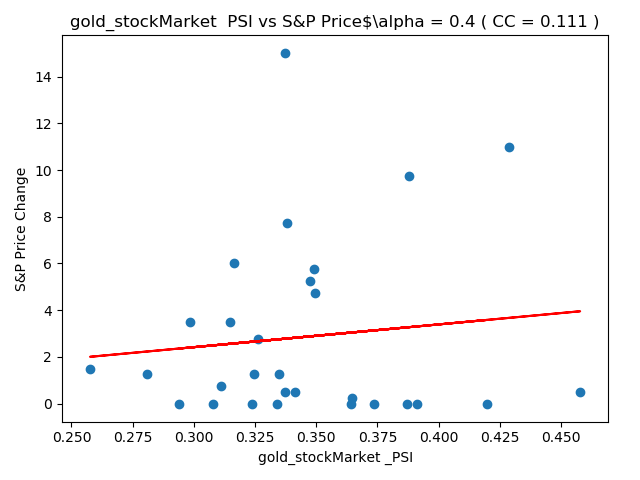 gold_stockMarket  PSI vs S&P Price$\alpha = 0.4 ( CC = 0.111 )
14
12
10
8
6
4
2
0
S&P Price Change
0.250 0.275 0.300 0.325 0.350 0.375 0.400 0.425 0.450
gold_stockMarket _PSI